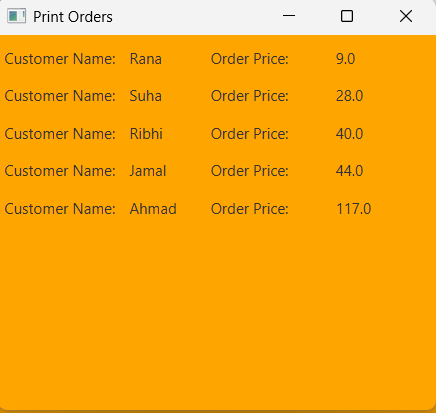 Print Orders
Customer Name: Rana Order Price: 9.0
Customer Name: Suha Order Price: 28.0
Customer Name: Ribhi Order Price: 40.0
Customer Name: Jamal Order Price: 44.0
Customer Name: Ahmad Order Price: 117.0